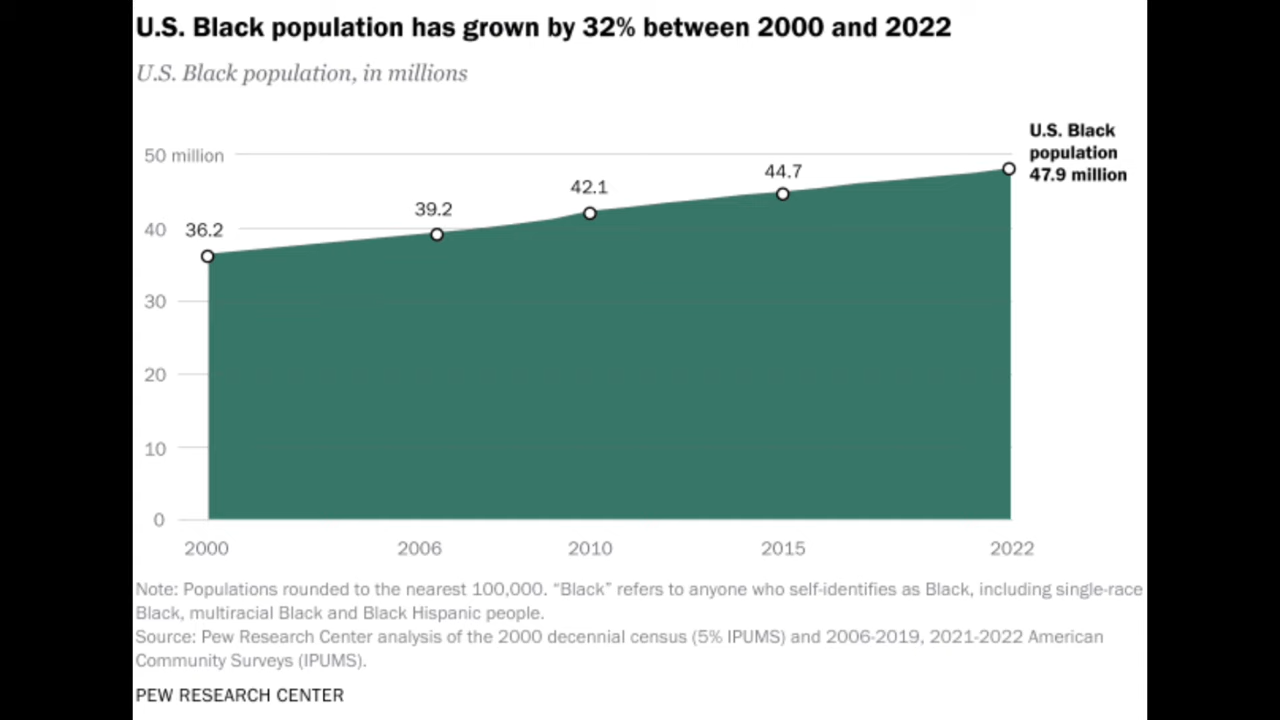 U.S. Black population has grown by 32% between 2000 and 2022
U.S. Black population, in millions
U.S. Black
population
47.9 million
50 million
44.7
42.1
39.2
40
36.2
30
20
10
0
2000
2006
2010
2015
2022
Note: Populations rounded to the nearest 100,000. “Black” refers to anyone who self-identifies as Black, including single-race
Black, multiracial Black and Black Hispanic people.
Source: Pew Research Center analysis of the 2000 decennial census (5% IPUMS) and 2006-2019, 2021-2022 American
Community Surveys (IPUMS).
PEW RESEARCH CENTER